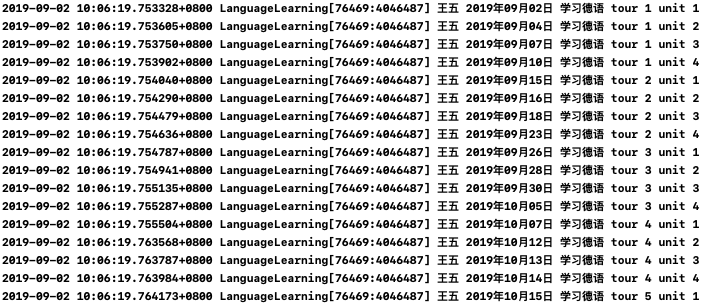 2019-09-02 10:06:19.753328+0800 LanguageLearning[76469:4046487] 王五 2019年09月02日 学习德语 tour 1 unit 1
2019-09-02 10:06:19.753605+0800 LanguageLearning[76469:4046487] 王五 2019年09月04日 学习德语 tour 1 unit 2
2019-09-02 10:06:19.753750+0800 LanguageLearning[76469:4046487] 王五 2019年09月07日 学习德语 tour 1 unit 3
2019-09-02 10:06:19.753902+0800 LanguageLearning[76469:4046487] 王五 2019年09月10日 学习德语 tour 1 unit 4
2019-09-02 10:06:19.754040+0800 LanguageLearning[76469:4046487] 王五 2019年09月15日 学习德语 tour 2 unit 1
2019-09-02 10:06:19.754290+0800 LanguageLearning[76469:4046487] 王五 2019年09月16日 学习德语 tour 2 unit 2
2019-09-02 10:06:19.754479+0800 LanguageLearning[76469:4046487] 王五 2019年09月18日 学习德语 tour 2 unit 3
2019-09-02 10:06:19.754636+0800 LanguageLearning[76469:4046487] 王五 2019年09月23日 学习德语 tour 2 unit 4
2019-09-02 10:06:19.754787+0800 LanguageLearning[76469:4046487] 王五 2019年09月26日 学习德语 tour 3 unit 1
2019-09-02 10:06:19.754941+0800 LanguageLearning[76469:4046487] 王五 2019年09月28日 学习德语 tour 3 unit 2
2019-09-02 10:06:19.755135+0800 LanguageLearning[76469:4046487] 王五 2019年09月30日 学习德语 tour 3 unit 3
2019-09-02 10:06:19.755287+0800 LanguageLearning[76469:4046487] 王五 2019年10月05日 学习德语 tour 3 unit 4
2019-09-02 10:06:19.755504+0800 LanguageLearning[76469:4046487] 王五 2019年10月07日 学习德语 tour 4 unit 1
2019-09-02 10:06:19.763568+0800 LanguageLearning[76469:4046487] 王五 2019年10月12日 学习德语 tour 4 unit 2
2019-09-02 10:06:19.763787+0800 LanguageLearning[76469:4046487] 王五 2019年10月13日 学习德语 tour 4 unit 3
2019-09-02 10:06:19.763984+0800 LanguageLearning[76469:4046487] 王五 2019年10月14日 学习德语 tour 4 unit 4
2019-09-02 10:06:19.764173+0800 LanguageLearning[76469:4046487] 王五 2019年10月15日 学习德语 tour 5 unit 1